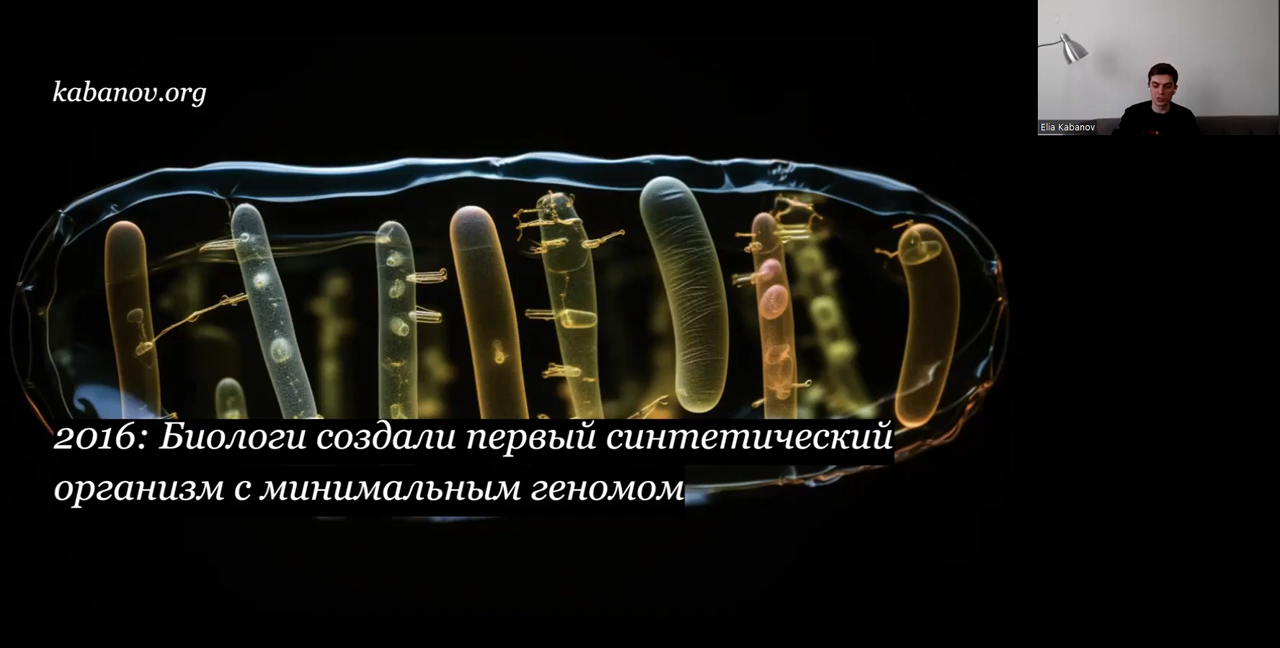 kabanov.org
Elia Kabanov
2016: Биологи создали первый синтетический
организм с минимальным геномом